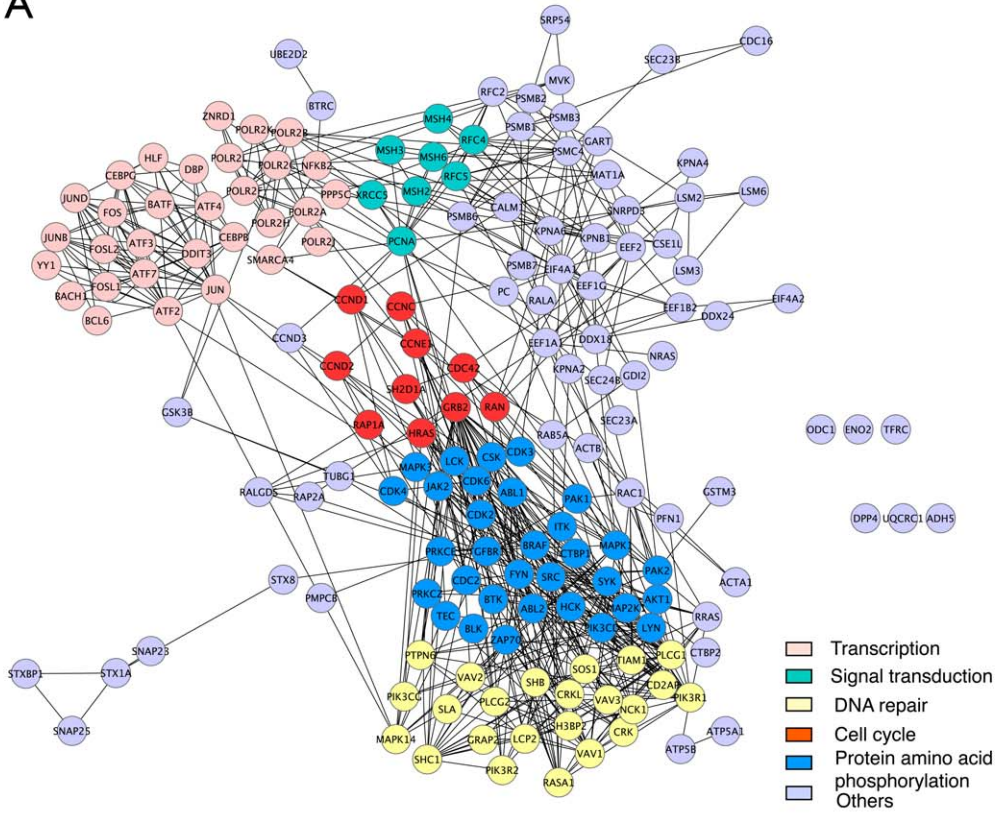 A
SRP54
CDC16
UBE2D2
SEC23B
MVK
RFC2
PSMB2
BTRC
ZNRD1
MSH4
PSMB3
PSMB1
POLR2K
POLR2B
RFC4
GART
MSH3
MSH6
PSMC4
HLF
POLR2L
POLR2C
NFKB2
KPNA4
DBP
CEBPG
RFC5
MAT1A
JUND
BATF
POLR2F
PPP5C
XRCC5
MSH2
LSM2
LSM6
FOS
ATF4
POLR2A
PSMB6
CALM1
SNRPD3
POLR2H
JUNB
ATF3
CEBPB
KPNA6
KPNB1
EEF2
CSE1L
FOSL2
DDIT3
POLR2J
PCNA
YY1
ATF7
SMARCA4
PSMB7
EIF4A1
LSM3
FOSL1
JUN
PC
RALA
EEF1G
BACH1
CCND1
CCNC
EEF1B2
EIF4A2
BCL6
ATF2
DDX24
CCND3
CCNE1
EEF1A1
DDX18
CCND2
CDC42
KPNA2
NRAS
SH2D1A
SEC24B
GDI2
GSK3B
GRB2
RAN
RAP1A
HRAS
SEC23A
RAB5A
ODC1
ENO2
TFRC
ACTB
MAPK3
LCK
CSK
CDK3
TUBG1
RALGDS
RAP2A
CDK4
JAK2
CDK6
ABL1
PAK1
RAC1
GSTM3
CDK2
ITK
PFN1
DPP4
UQCRC1
ADH5
PRKCE
BRAF
CTBP1
MAPK1
STX8
CDC2
FYN
SRC
SYK
PAK2
ACTA1
PMPCB
PRKCZ
BTK
ABL2
HCK
MAP2K1
AKT1
TEC
BLK
LYN
RRAS
ZAP70
SNAP23
PTPN6
SOS1
TIAM1
PLCG1
CTBP2
Transcription
STXBP1
STX1A
VAV2
SHB
CD2AP
Signal transduction
PLCG2
CRKL
VAV3
PIK3R1
DNA repair
SLA
NCK1
SNAP25
MAPK14
GRAP2
LCP2
SH3BP2
CRK
ATP5B
ATP5A1
Cell cycle
SHC1
PIK3R2
VAV1
Protein amino acid
RASA1
phosphorylation
Others